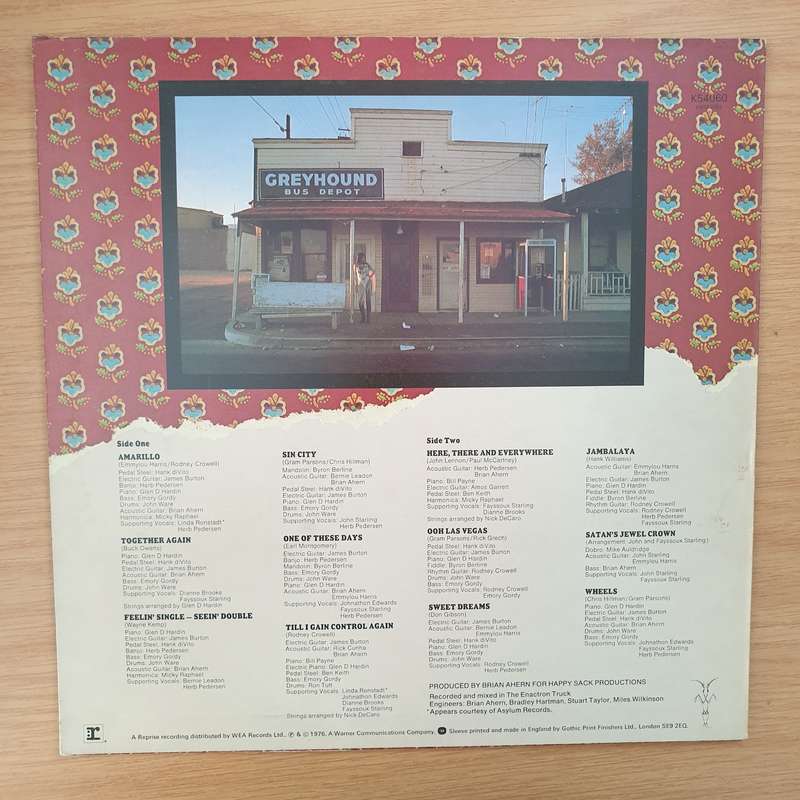 K54060
GREYHOUND
BUS DEPOT
Side One
AMARILLO
(Emmylou Harris/Rodney Crowell)
Pedal Steel: Hank diVito
Electric Guitar: James Burton
Banjo: Herb Pedersen
Piano: Glen D Hardin
Bass: Emory Gordy
Drums: John Ware
Acoustic Guitar: Brian Ahern
Harmonica: Micky Raphael
Supporting Vocals: Linda Ronstadt*
Herb Pedersen
TOGETHER AGAIN
(Buck Owens)
Piano: Glen D Hardin
Pedal Steel: Hank diVito
Electric Guitar: James Burton
Acoustic Guitar: Brian Ahern
Bass: Emory Gordy
Drums: John Ware
Supporting Vocals: Dianne Brooks
Fayssoux Starling
Strings arranged by Glen D Hardin
FEELIN' SINGLE – SEEIN' DOUBLE
(Wayne Kemp)
Piano: Glen D Hardin
Electric Guitar: James Burton
Pedal Steel: Hank diVito
Banjo: Herb Pedersen
Bass: Emory Gordy
Drums: John Ware
Acoustic Guitar: Brian Ahern
Harmonica: Micky Raphael
Supporting Vocals: Bernie Leadon
Herb Pedersen
SIN CITY
(Gram Parsons/Chris Hillman)
Mandolin: Byron Berline
Acoustic Guitar: Bernie Leadon
Brian Ahern
Pedal Steel: Hank diVito
Electric Guitar: James Burton
Piano: Glen D Hardin
Bass: Emory Gordy
Drums: John Ware
Supporting Vocals: John Starling
Herb Pedersen
ONE OF THESE DAYS
(Earl Montgomery)
Electric Guitar: James Burton
Banjo: Herb Pedersen
Mandolin: Byron Berline
Bass: Emory Gordy
Drums: John Ware
Piano: Glen D Hardin
Acoustic Guitar: Brian Ahern
Emmylou Harris
Supporting Vocals: Johnathon Edwards
Fayssoux Starling
Herb Pedersen
TILL I GAIN CONTROL AGAIN
(Rodney Crowell)
Electric Guitar: James Burton
Acoustic Guitar: Rick Cunha
Brian Ahern
Piano: Bill Payne
Electric Piano: Glen D Hardin
Pedal Steel: Ben Keith
Bass: Emory Gordy
Drums: Ron Tutt
Supporting Vocals: Linda Ronstadt*
Johnathon Edwards
Dianne Brooks
Fayssoux Starling
Strings arranged by Nick DeCaro
Side Two
HERE, THERE AND EVERYWHERE
(John Lennon/Paul McCartney)
Acoustic Guitar: Herb Pedersen
Brian Ahern
Piano: Bill Payne
Electric Guitar: Amos Garrett
Pedal Steel: Ben Keith
Harmonica: Micky Raphael
Supporting Vocals: Fayssoux Starling
Dianne Brooks
Strings arranged by Nick DeCaro
OOH LAS VEGAS
(Gram Parsons/Rick Grech)
Pedal Steel: Hank diVito
Electric Guitar: James Burton
Piano: Glen D Hardin
Fiddle: Byron Berline
Rhythm Guitar: Rodney Crowell
Drums: John Ware
Bass: Emory Gordy
Supporting Vocals: Rodney Crowell
Emory Gordy
SWEET DREAMS
(Don Gibson)
Electric Guitar: James Burton
Acoustic Guitar: Bernie Leadon
Emmylou Harris
Pedal Steel: Hank diVito
Piano: Glen D Hardin
Bass: Emory Gordy
Drums: John Ware
Supporting Vocals: Rodney Crowell
Herb Pedersen
JAMBALAYA
(Hank Williams)
Acoustic Guitar: Emmylou Harris
Brian Ahern
Electric Guitar: James Burton
Pedal Steel: Hank diVito
Piano: Glen D Hardin
Fiddle: Byron Berline
Rhythm Guitar: Rodney Crowell
Supporting Vocals: Rodney Crowell
Herb Pedersen
Fayssoux Starling
SATAN'S JEWEL CROWN
(Arrangement: John and Fayssoux Starling)
Dobro: Mike Auldridge
Acoustic Guitar: John Starling
Emmylou Harris
Bass: Brian Ahern
Supporting Vocals: John Starling
Fayssoux Starling
WHEELS
(Chris Hillman/Gram Parsons)
Piano: Glen D Hardin
Electric Guitar: James Burton
Pedal Steel: Hank diVito
Acoustic Guitar: Brian Ahern
Drums: John Ware
Bass: Emory Gordy
Supporting Vocals: Johnathon Edwards
Fayssoux Starling
Herb Pedersen
PRODUCED BY BRIAN AHERN FOR HAPPY SACK PRODUCTIONS
Recorded and mixed in The Enactron Truck
Engineers: Brian Ahern, Bradley Hartman, Stuart Taylor, Miles Wilkinson
*Appears courtesy of Asylum Records.
A Reprise recording distributed by WEA Records Ltd., ℗ & © 1976, A Warner Communications Company. Sleeve printed and made in England by Gothic Print Finishers Ltd., London SE9 2EQ.